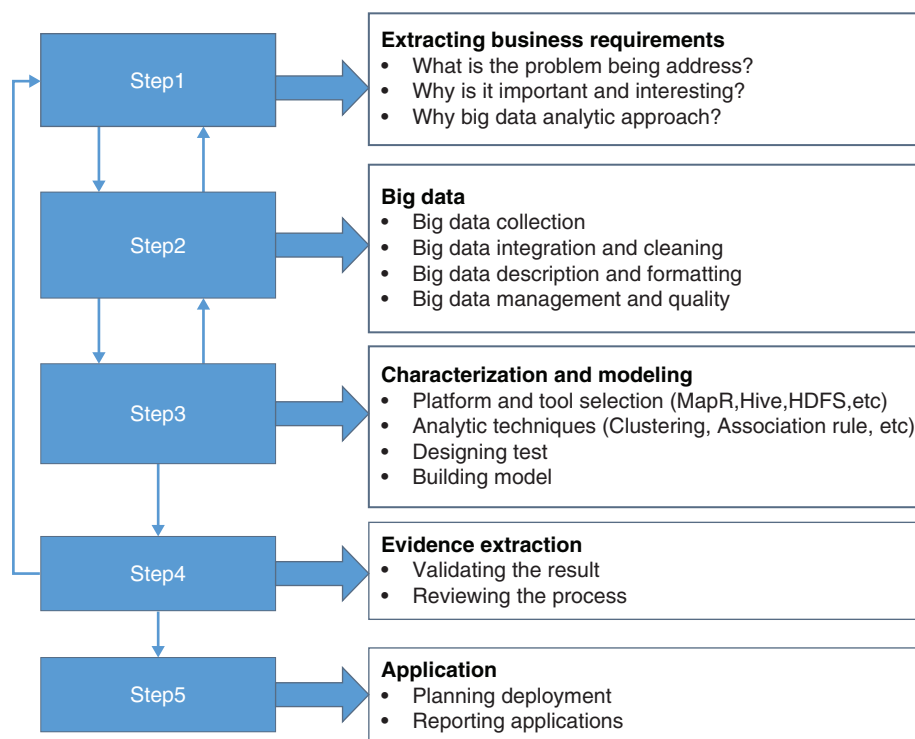 Step1
Extracting business requirements
• What is the problem being address?
• Why is it important and interesting?
• Why big data analytic approach?
Step2
Big data
• Big data collection
• Big data integration and cleaning
• Big data description and formatting
• Big data management and quality
Step3
Characterization and modeling
• Platform and tool selection (MapR,Hive,HDFS,etc)
• Analytic techniques (Clustering, Association rule, etc)
• Designing test
• Building model
Step4
Evidence extraction
• Validating the result
• Reviewing the process
Step5
Application
• Planning deployment
• Reporting applications